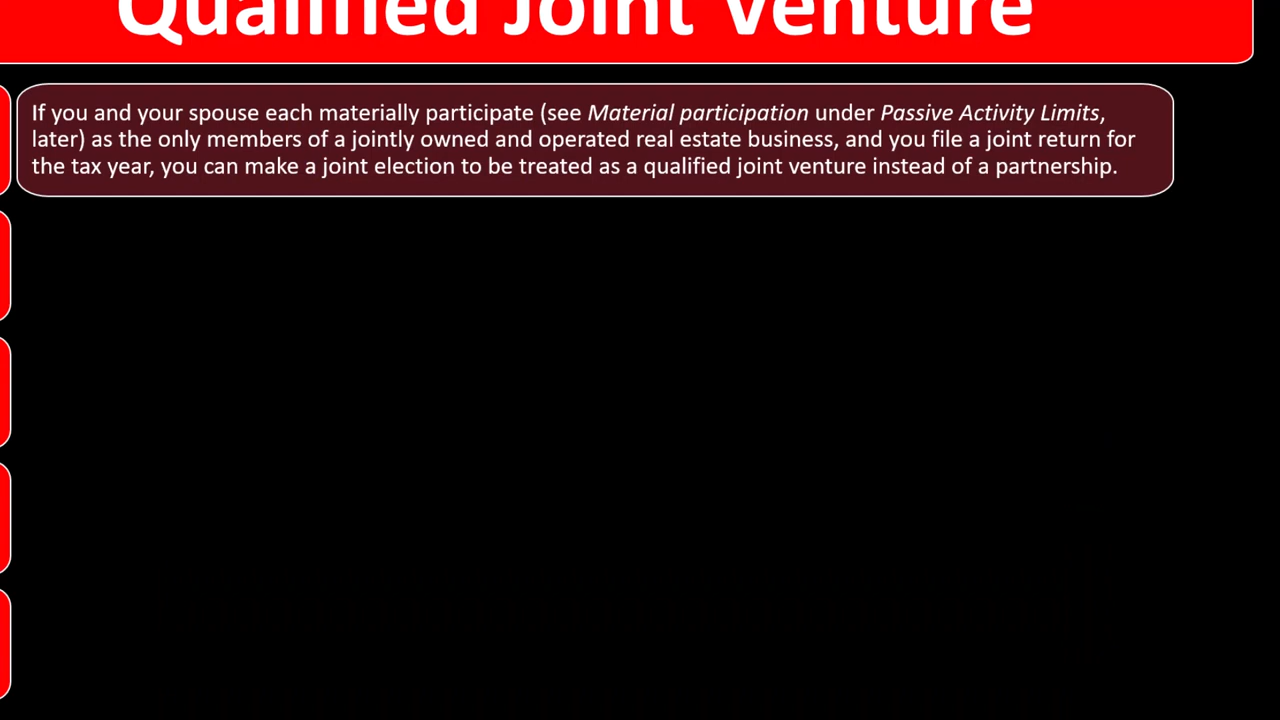 Qualified Joint Venture
If you and your spouse each materially participate (see Material participation under Passive Activity Limits,
later) as the only members of a jointly owned and operated real estate business, and you file a joint return for
the tax year, you can make a joint election to be treated as a qualified joint venture instead of a partnership.